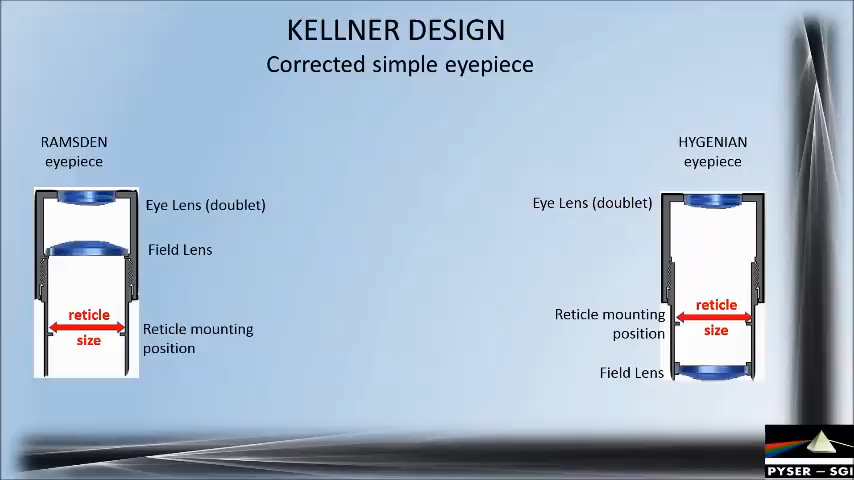 KELLNER DESIGN
Corrected simple eyepiece
RAMSDEN
eyepiece
Eye Lens (doublet)
Field Lens
reticle
size
Reticle mounting
position
HYGENIAN
eyepiece
Eye Lens (doublet)
Reticle mounting
position
reticle
size
Field Lens
PYSER – SGI